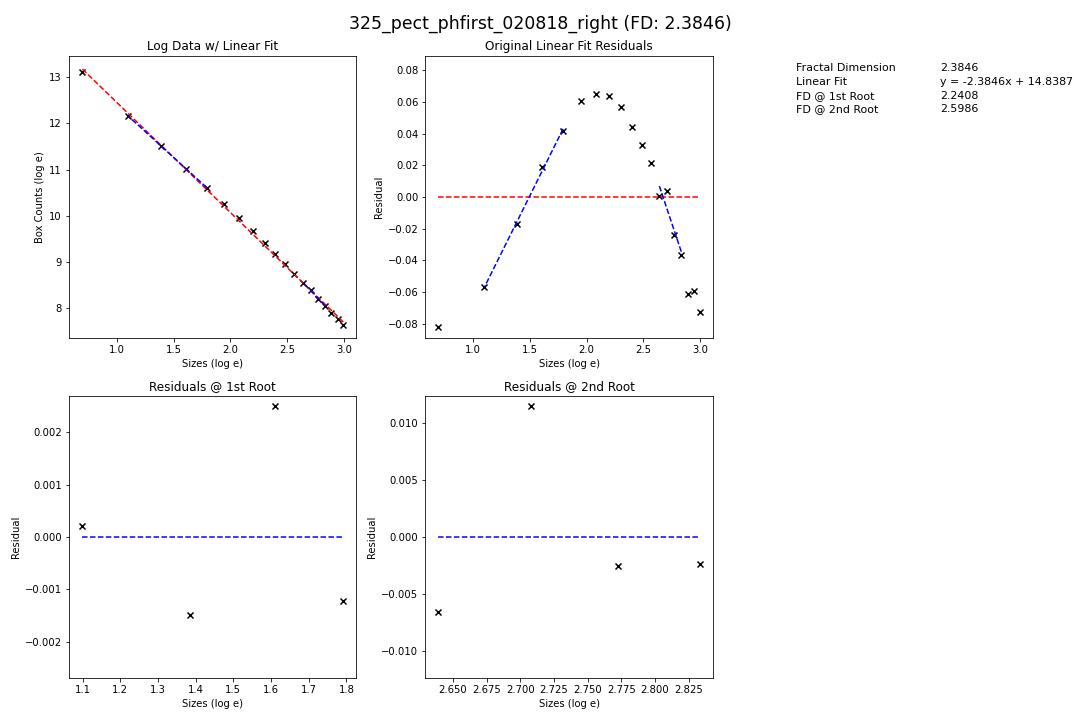 325_pect_phfirst_020818_right (FD: 2.3846)
Log Data w/ Linear Fit
13
12
11
10
9
8
Box Counts (log e)
1.0 1.5 2.0 2.5 3.0
Sizes (log e)
Original Linear Fit Residuals
0.08
0.06
0.04
0.02
0.00
−0.02
−0.04
−0.06
−0.08
Residual
1.0 1.5 2.0 2.5 3.0
Sizes (log e)
Fractal Dimension 2.3846
Linear Fit y = -2.3846x + 14.8387
FD @ 1st Root 2.2408
FD @ 2nd Root 2.5986
Residuals @ 1st Root
0.002
0.001
0.000
−0.001
−0.002
Residual
1.1 1.2 1.3 1.4 1.5 1.6 1.7 1.8
Sizes (log e)
Residuals @ 2nd Root
0.010
0.005
0.000
−0.005
−0.010
Residual
2.650 2.675 2.700 2.725 2.750 2.775 2.800 2.825
Sizes (log e)